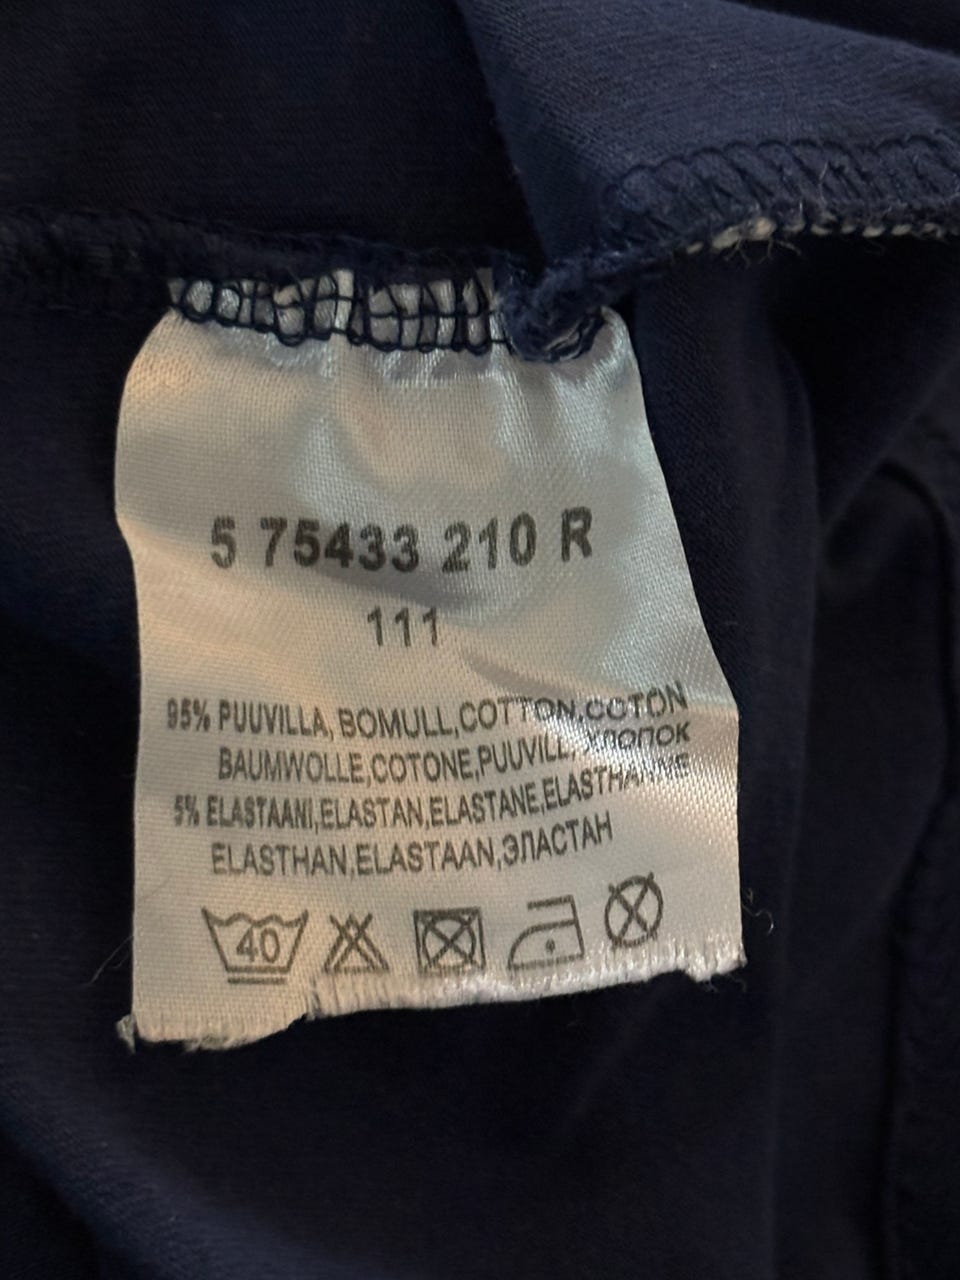 5 75433 210 R
111
95% PUUVILLA, BOMULL,COTTON,COTON
BAUMWOLLE,COTONE,PUUVILL, ХЛОПОК
5% ELASTAANI,ELASTAN,ELASTANE,ELASTHANNE
ELASTHAN,ELASTAAN,ЭЛАСТАН
40